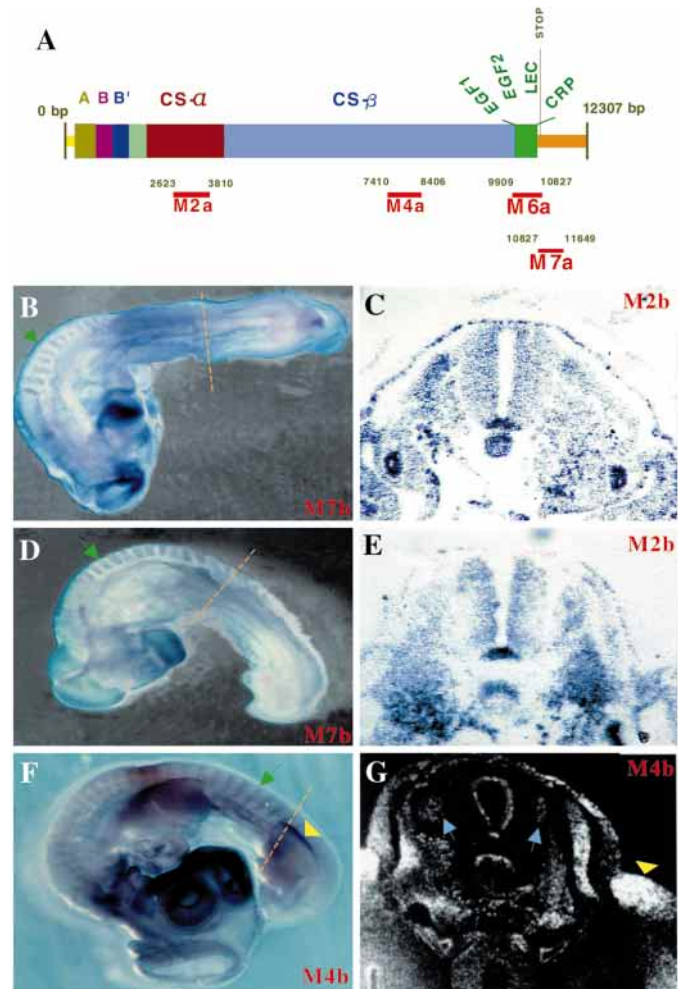 A
STOP
EGF1
EGF2
LEC
CRP
0 bp
A
B
B'
CS-α
CS-β
12307 bp
2623 3810
M2a
7410 8406
M4a
9909 10827
M6a
10827 11649
M7a
B
M7b
C
M2b
D
M7b
E
M2b
F
M4b
G
M4b